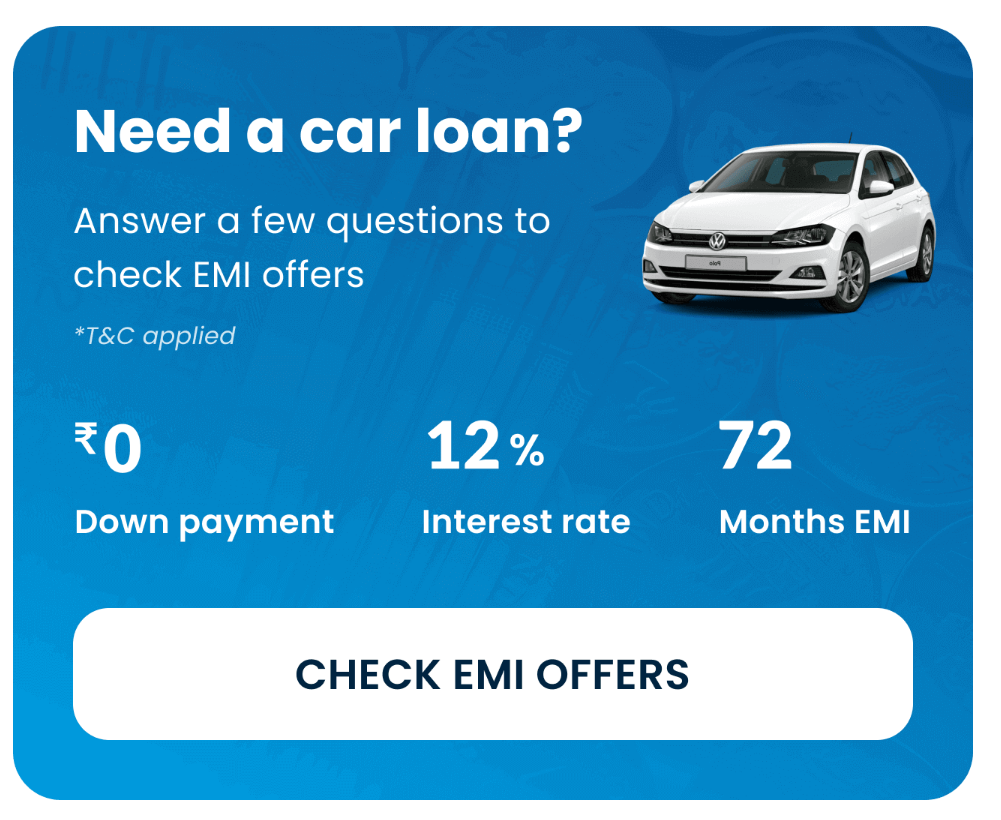 Need a car loan?
Answer a few questions to
check EMI offers
*T&C applied
₹0
Down payment
12 %
Interest rate
72
Months EMI
CHECK EMI OFFERS